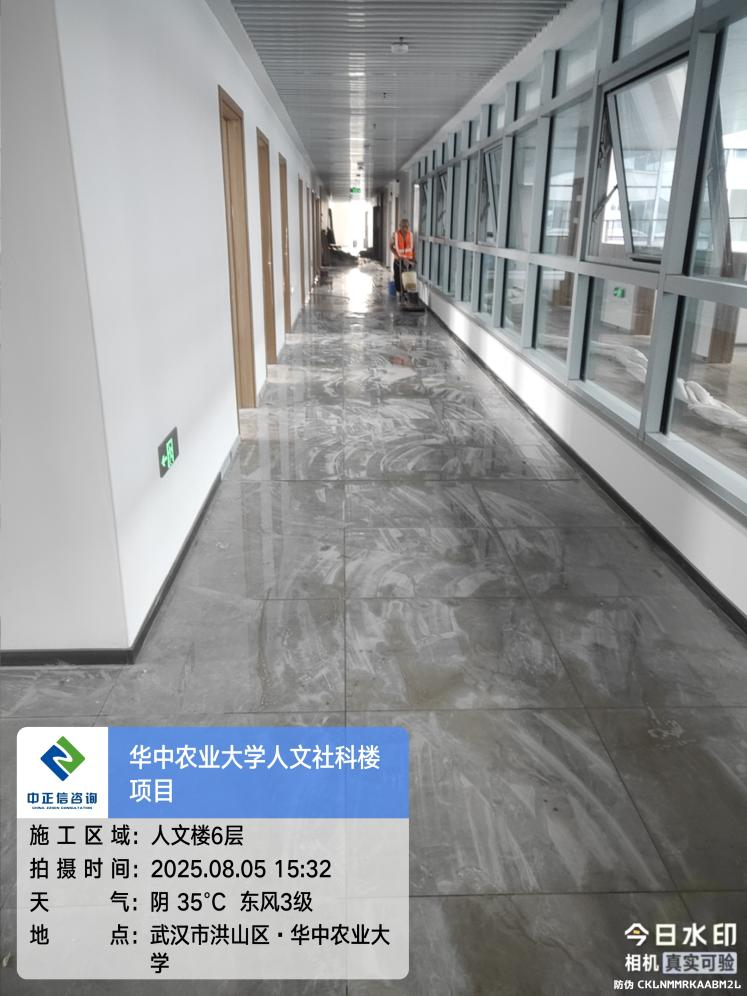 中正信咨询
CHINA ZZXIN CONSULTATION
华中农业大学人文社科楼
项目
施工区域：人文楼6层
拍摄时间：2025.08.05 15:32
天气：阴 35℃ 东风3级
地点：武汉市洪山区·华中农业大
学
今日水印
相机 真实可验
防伪 CKLNMMRKAABM2L